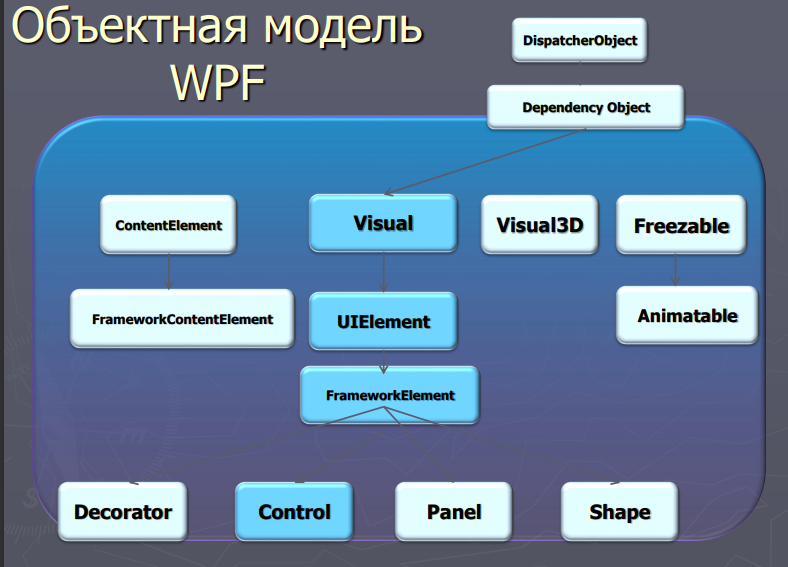 Объектная модель
WPF
DispatcherObject
Dependency Object
ContentElement
Visual
Visual3D
Freezable
FrameworkContentElement
UIElement
Animatable
FrameworkElement
Decorator
Control
Panel
Shape